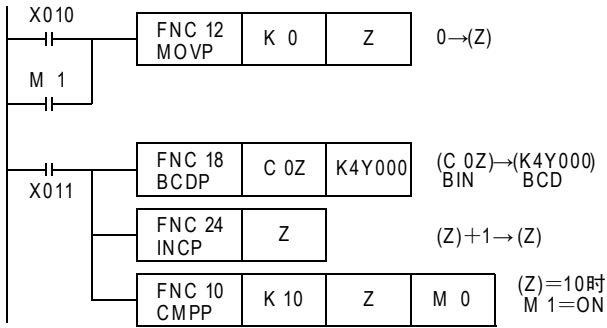 X010
FNC 12
MOVP
K 0
Z
0→(Z)
M 1
FNC 18
BCDP
C 0Z
K4Y000
(C 0Z)→(K4Y000)
BIN BCD
X011
FNC 24
INCP
Z
(Z)+1→(Z)
FNC 10
CMPP
K 10
Z
M 0
(Z)=10时
M 1=ON